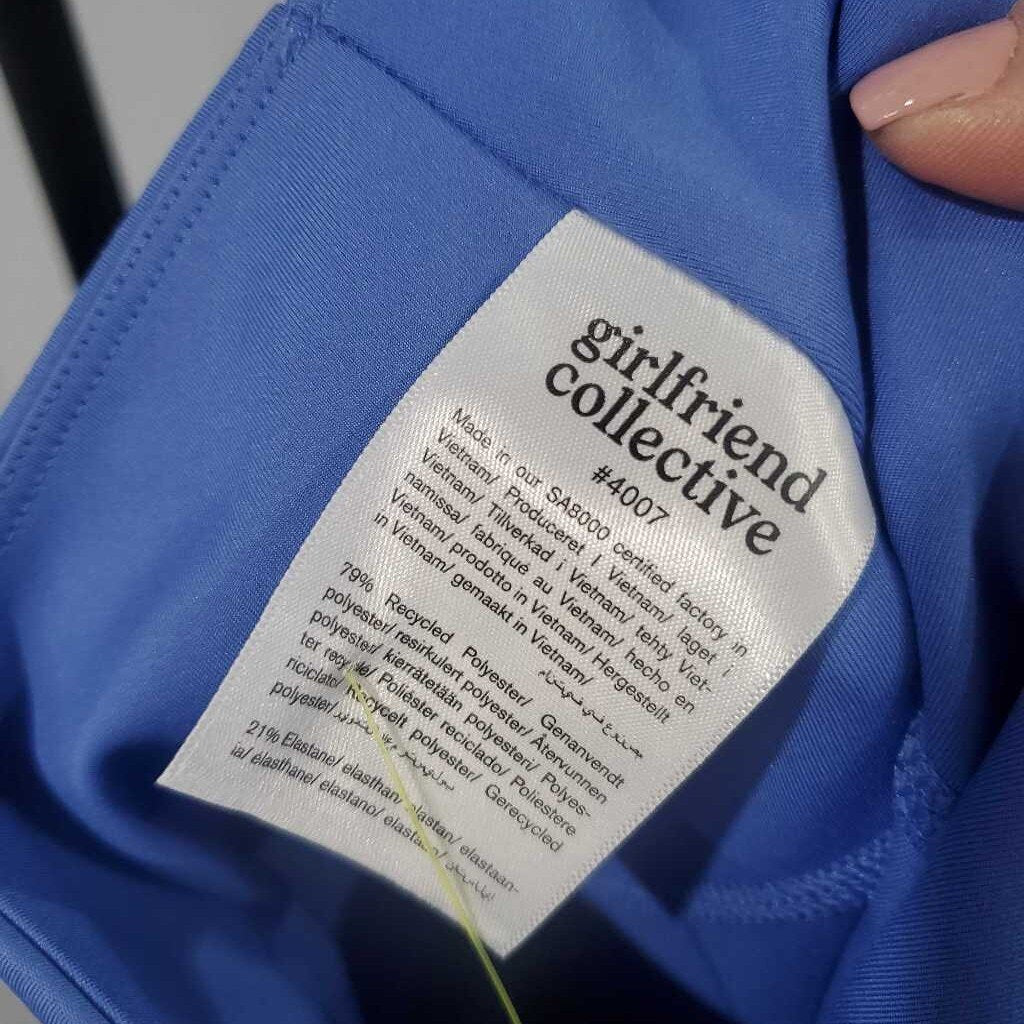 girlfriend
collective
#4007
Made in our SA8000 certified factory in
Vietnam/ Produceret i Vietnam/ laget i
Vietnam/ Tillverkad i Vietnam/ tehty Viet-
namissa/ fabriqué au Vietnam/ hecho en
Vietnam/ prodotto in Vietnam/ Hergestellt
in Vietnam/ gemaakt in Vietnam/
79% Recycled Polyester/ Genanvendt
polyester/ resirkulert polyester/ Återvunnen
polyester/ kierrätetään polyesteri/ Polyes-
ter recycle/ Poliéster reciclado/ Poliestere
riciclato/ Recycelt polyester/ Gerecycled
polyester/
21% Elastane/ elasthan/ elastan/ elastaan-
ia/ élasthane/ elastano/ elastan/